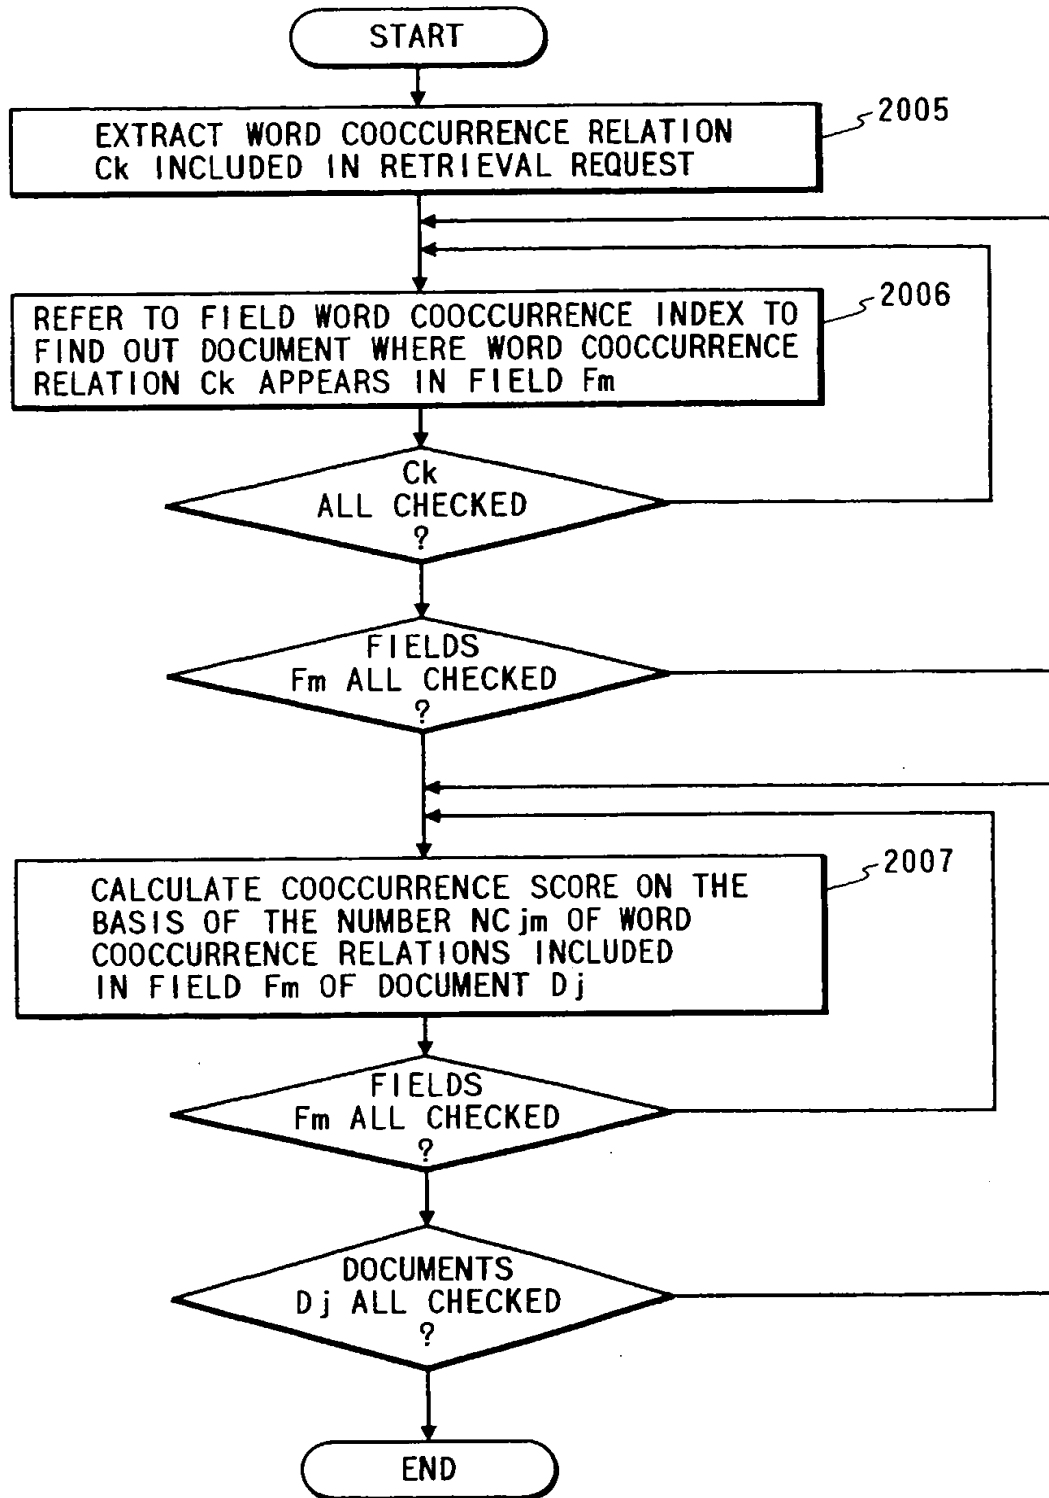 START
EXTRACT WORD COOCCURRENCE RELATION
Ck INCLUDED IN RETRIEVAL REQUEST
2005
REFER TO FIELD WORD COOCCURRENCE INDEX TO
FIND OUT DOCUMENT WHERE WORD COOCCURRENCE
RELATION Ck APPEARS IN FIELD Fm
2006
Ck
ALL CHECKED
?
FIELDS
Fm ALL CHECKED
?
CALCULATE COOCCURRENCE SCORE ON THE
BASIS OF THE NUMBER NCjm OF WORD
COOCCURRENCE RELATIONS INCLUDED
IN FIELD Fm OF DOCUMENT Dj
2007
FIELDS
Fm ALL CHECKED
?
DOCUMENTS
Dj ALL CHECKED
?
END